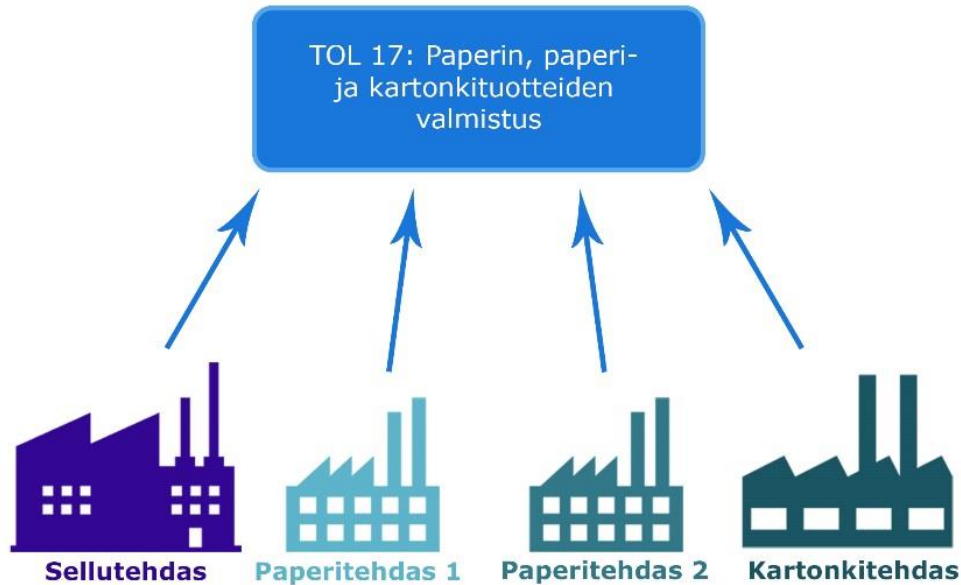 TOL 17: Paperin, paperi-
ja kartonkituotteiden
valmistus
Sellutehdas
Paperitehdas 1
Paperitehdas 2
Kartonkitehdas